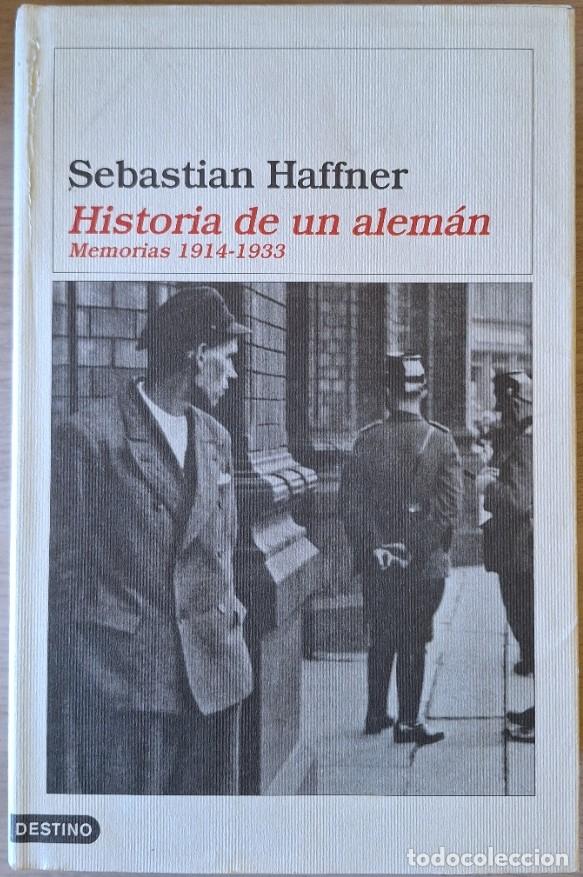 Sebastian Haffner
Historia de un alemán
Memorias 1914-1933
DESTINO
todocoleccion